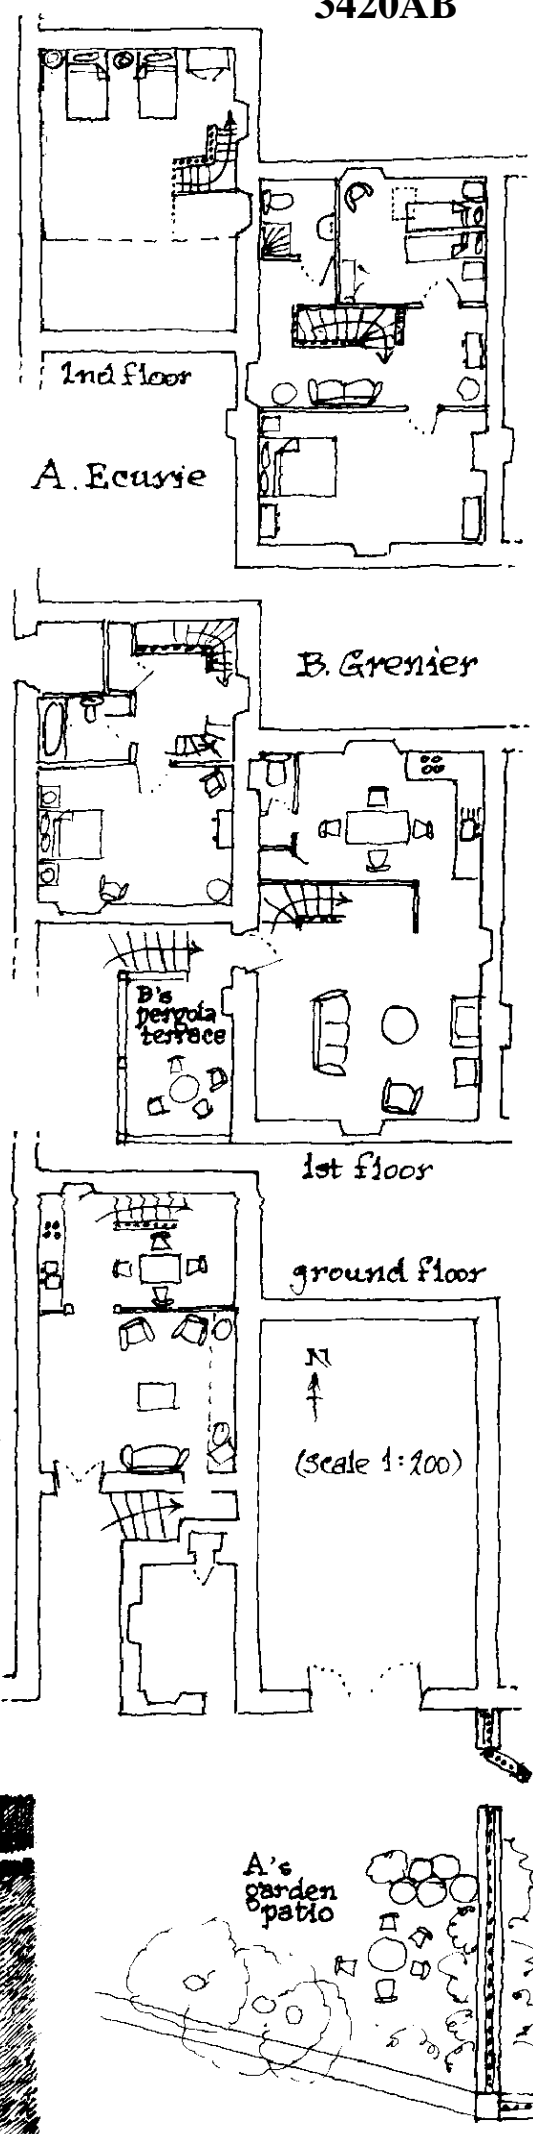 3420AB
2nd floor
A. Ecurie
B. Grenier
B's
pergola
terrace
1st floor
ground floor
N
(scale 1:200)
A's
garden
patio